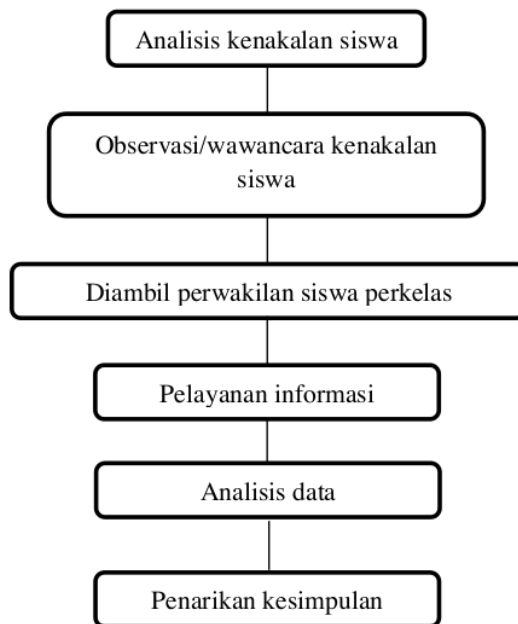 Analisis kenakalan siswa
Observasi/wawancara kenakalan
siswa
Diambil perwakilan siswa perkelas
Pelayanan informasi
Analisis data
Penarikan kesimpulan